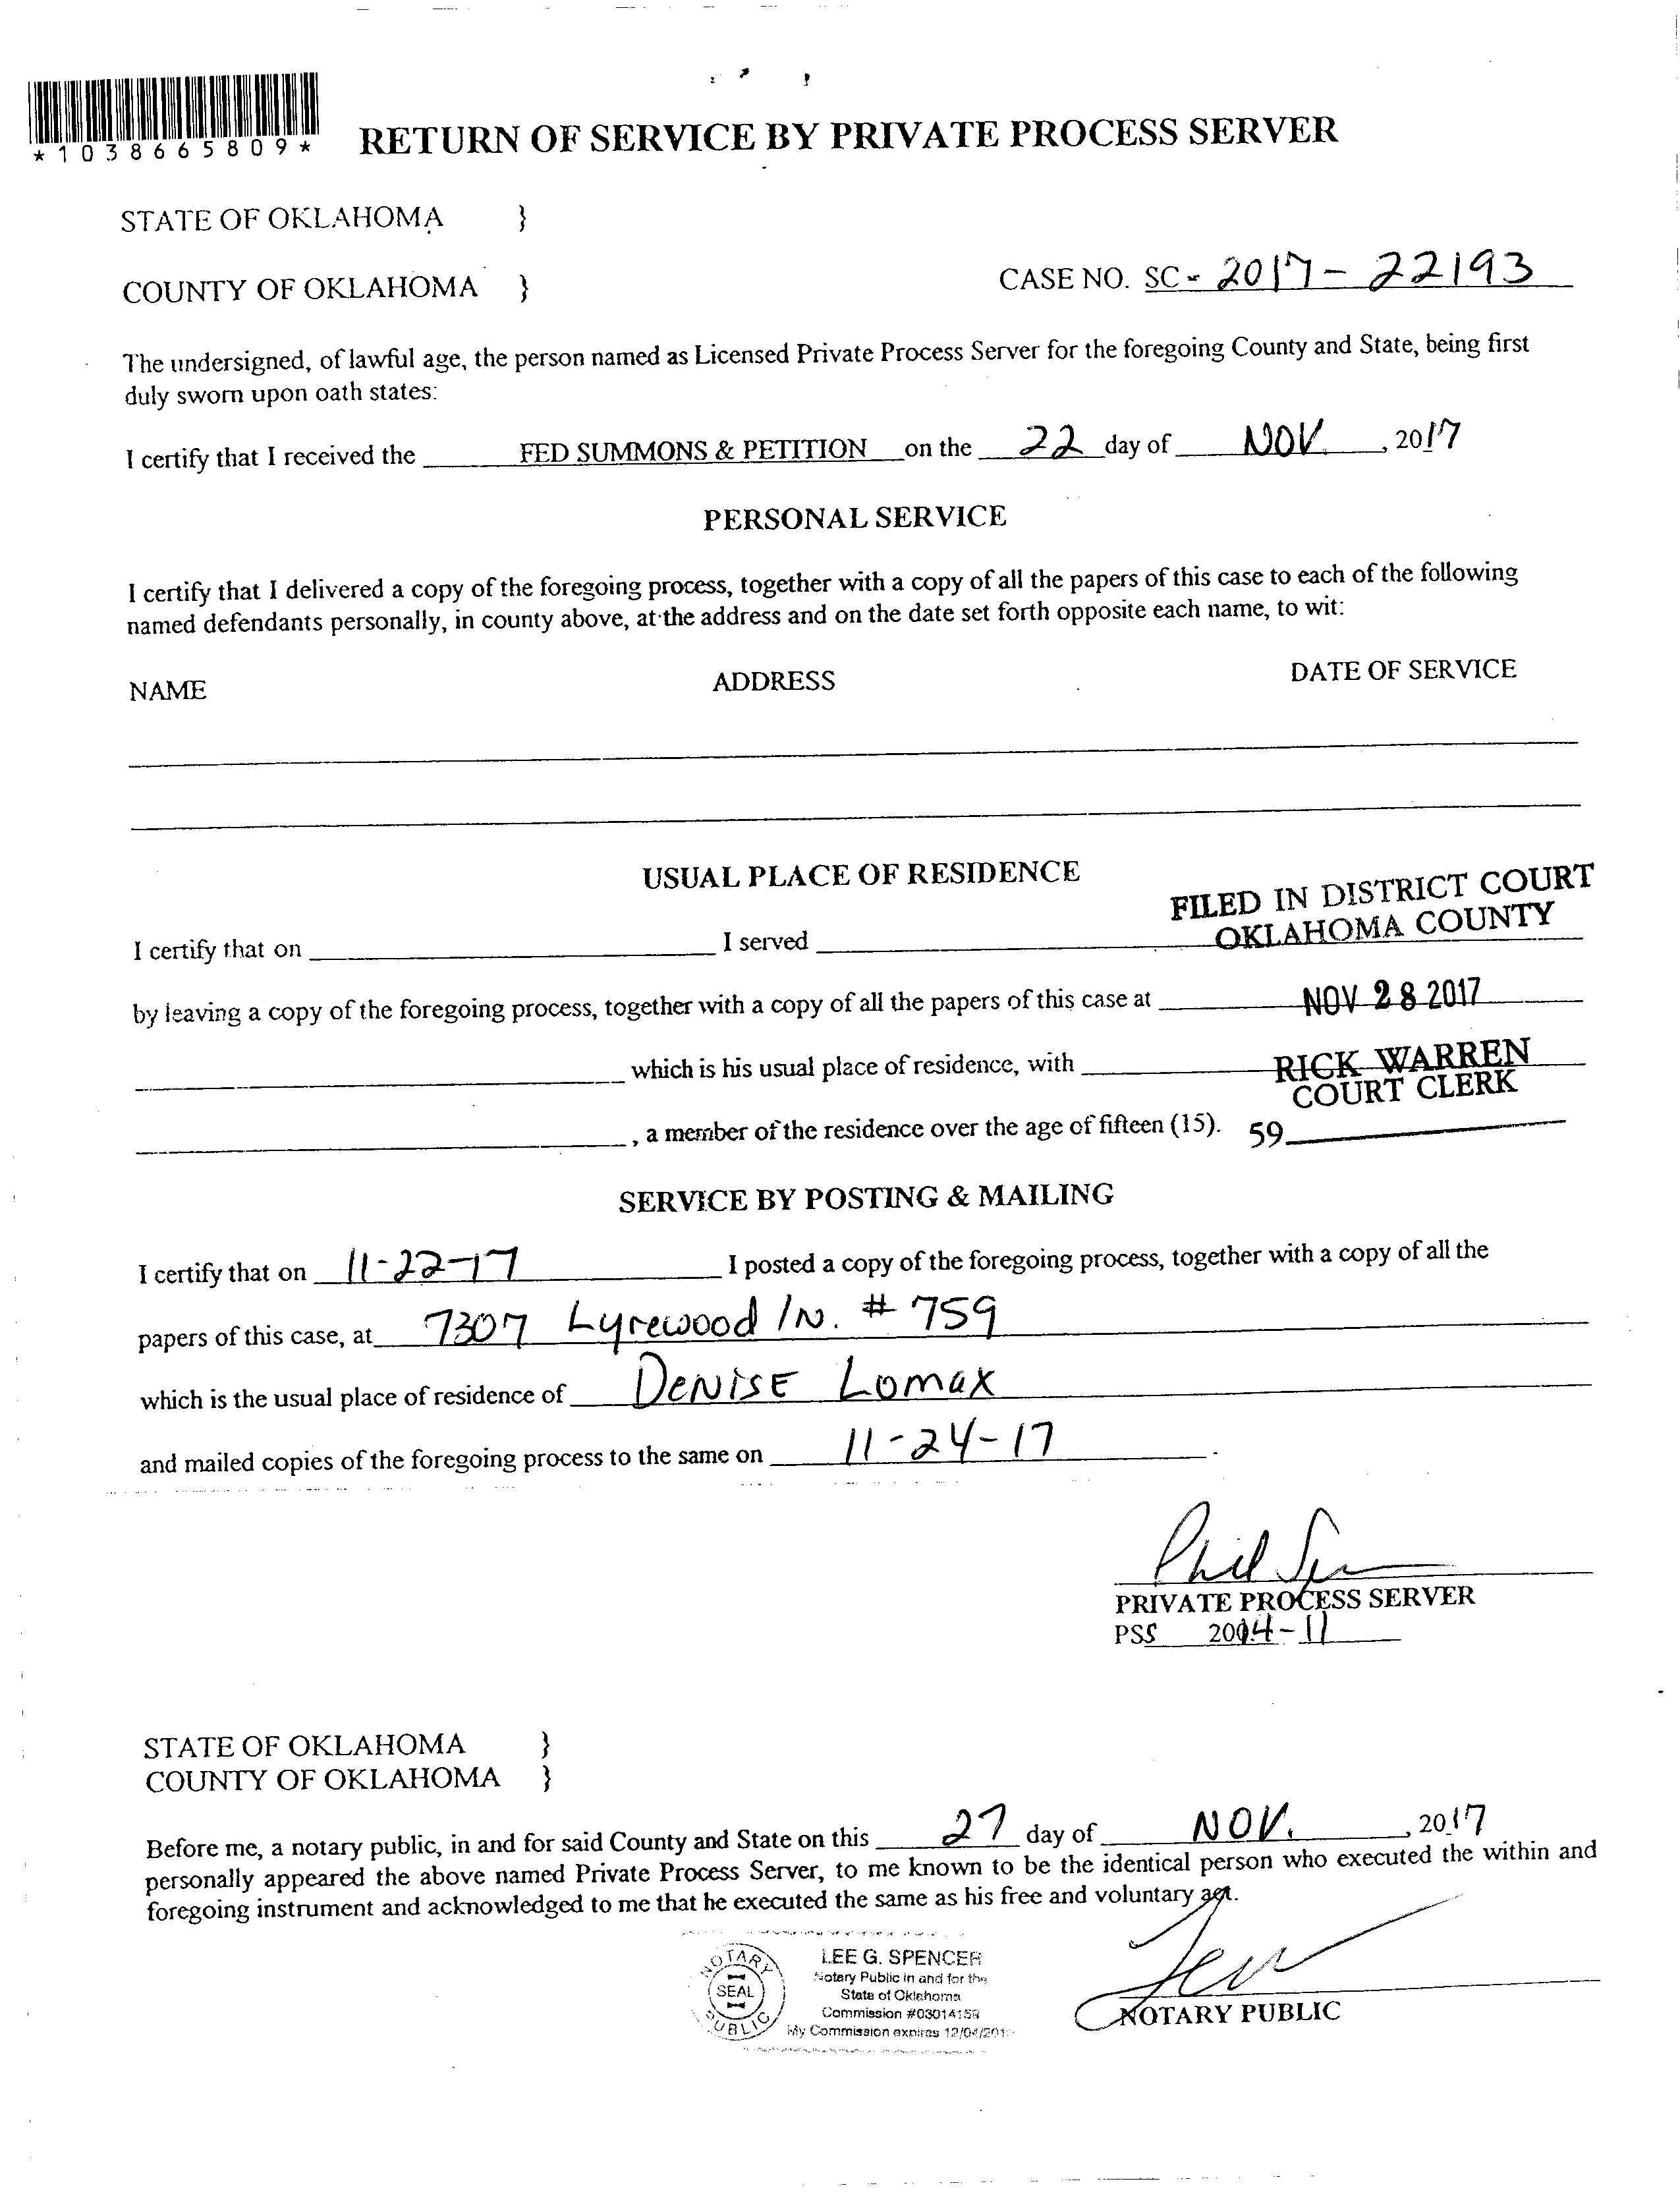 *1038665809*
RETURN OF SERVICE BY PRIVATE PROCESS SERVER
STATE OF OKLAHOMA }
COUNTY OF OKLAHOMA } CASE NO. SC - 2017 - 22193
The undersigned, of lawful age, the person named as Licensed Private Process Server for the foregoing County and State, being first
duly sworn upon oath states:
I certify that I received the FED SUMMONS & PETITION on the 22 day of NOV. , 2017
PERSONAL SERVICE
I certify that I delivered a copy of the foregoing process, together with a copy of all the papers of this case to each of the following
named defendants personally, in county above, at the address and on the date set forth opposite each name, to wit:
NAME ADDRESS DATE OF SERVICE
USUAL PLACE OF RESIDENCE
FILED IN DISTRICT COURT
OKLAHOMA COUNTY
I certify that on I served
by leaving a copy of the foregoing process, together with a copy of all the papers of this case at NOV 28 2017
which is his usual place of residence, with RICK WARREN
COURT CLERK
, a member of the residence over the age of fifteen (15). 59
SERVICE BY POSTING & MAILING
I certify that on 11-22-17 I posted a copy of the foregoing process, together with a copy of all the
papers of this case, at 7307 Lyrewood lN. # 759
which is the usual place of residence of DENiSE Lomax
and mailed copies of the foregoing process to the same on 11-24-17 .
Phil
PRIVATE PROCESS SERVER
PSS 2004-11
STATE OF OKLAHOMA }
COUNTY OF OKLAHOMA }
Before me, a notary public, in and for said County and State on this 27 day of NOV. , 2017
personally appeared the above named Private Process Server, to me known to be the identical person who executed the within and
foregoing instrument and acknowledged to me that he executed the same as his free and voluntary act.
NOTARY PUBLIC SEAL
LEE G. SPENCER
Notary Public in and for the
State of Oklahoma
Commission #03014159
My Commission expires
NOTARY PUBLIC